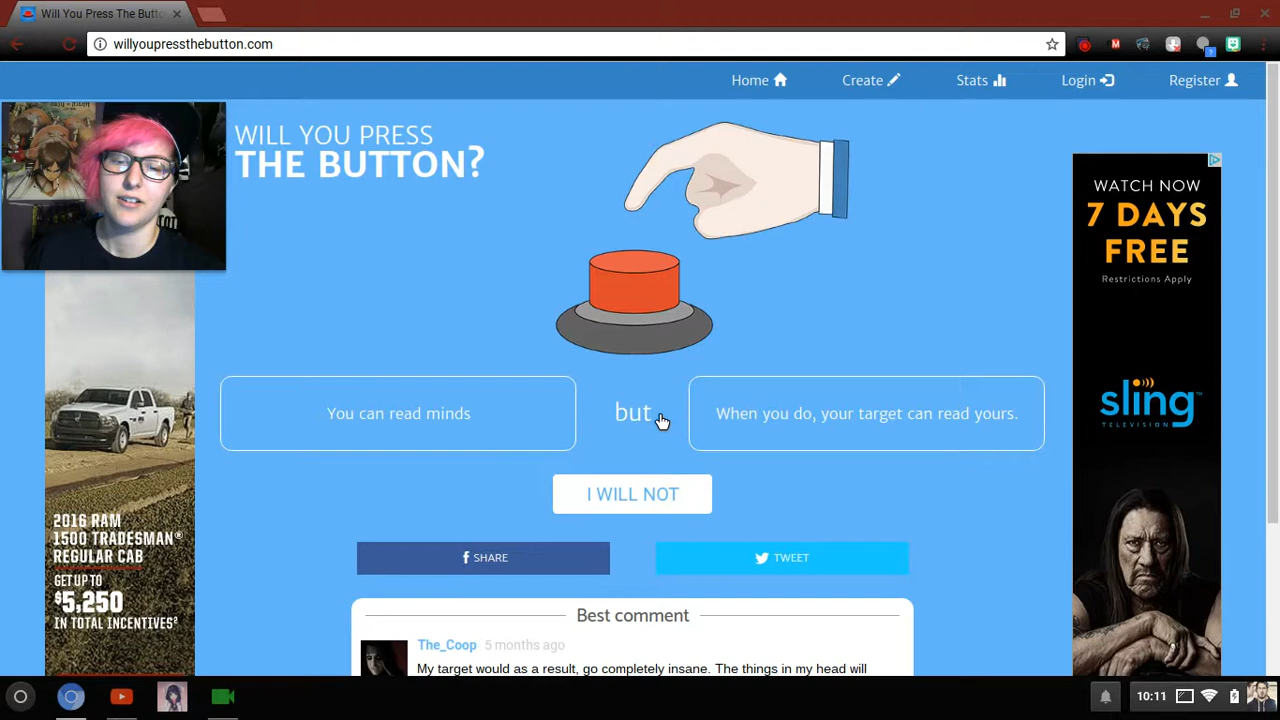 Will You Press The Butto
willyoupressthebutton.com
Home
Create
Stats
Login
Register
WILL YOU PRESS
THE BUTTON?
You can read minds
but
When you do, your target can read yours.
I WILL NOT
SHARE
TWEET
Best comment
The_Coop 5 months ago
My target would as a result, go completely insane. The things in my head will
2016 RAM
1500 TRADESMAN®
REGULAR CAB
GET UP TO
$5,250
IN TOTAL INCENTIVES²
WATCH NOW
7 DAYS
FREE
Restrictions Apply
sling
TELEVISION
10:11